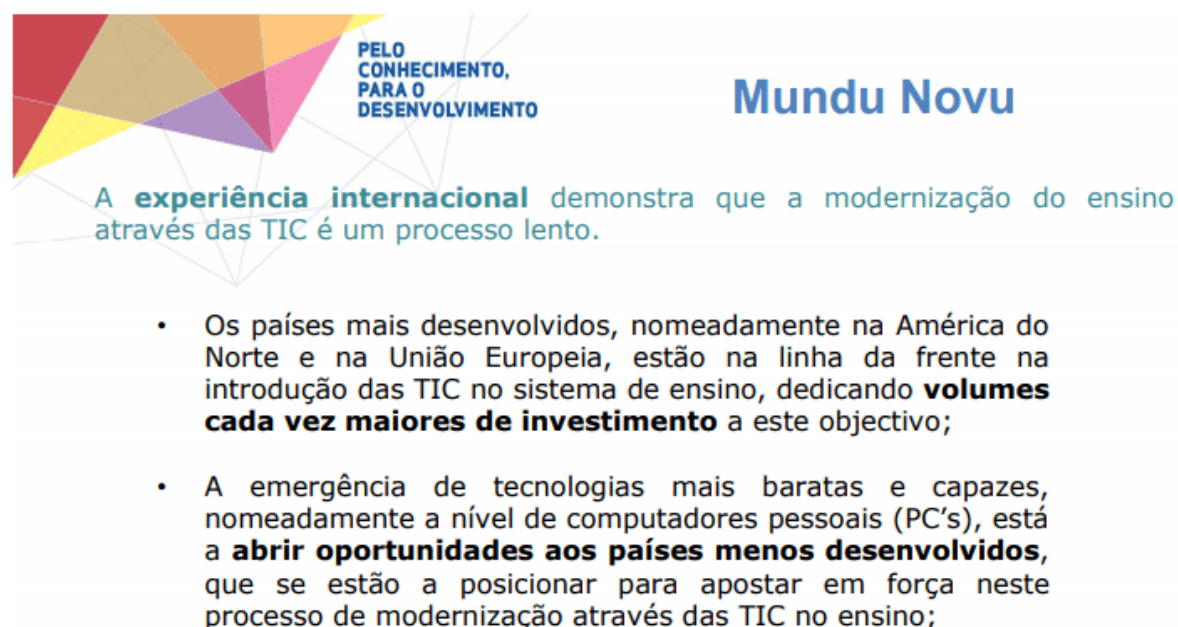 PELO
CONHECIMENTO,
PARA O
DESENVOLVIMENTO
Mundu Novu
A experiência internacional demonstra que a modernização do ensino
através das TIC é um processo lento.
• Os países mais desenvolvidos, nomeadamente na América do
Norte e na União Europeia, estão na linha da frente na
introdução das TIC no sistema de ensino, dedicando volumes
cada vez maiores de investimento a este objectivo;
• A emergência de tecnologias mais baratas e capazes,
nomeadamente a nível de computadores pessoais (PC’s), está
a abrir oportunidades aos países menos desenvolvidos,
que se estão a posicionar para apostar em força neste
processo de modernização através das TIC no ensino;